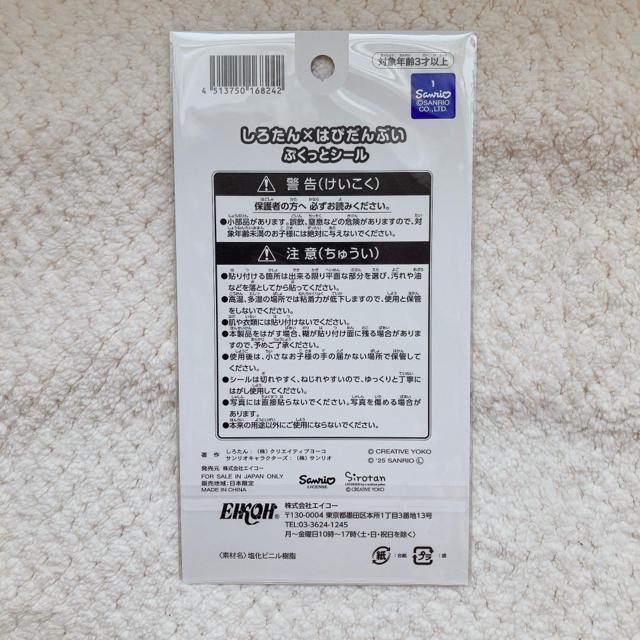 4 513750 168242
対象年齢3才以上
1
Sanrio
©SANRIO
CO.,LTD.
しろたん×はぴだんぶい
ぷくっとシール
警告(けいこく)
保護者の方へ 必ずお読みください。
●小部品があります。誤飲、窒息などの危険がありますので、対
象年齢未満のお子様には絶対に与えないでください。
注意(ちゅうい)
●貼り付ける箇所は出来る限り平面な部分を選び、汚れや油
などを落としてから貼ってください。
●高温、多湿の場所では粘着力が低下しますので、使用と保管
をしないでください。
●肌や衣類には貼り付けないでください。
●本製品をはがす場合、糊が貼り付け面に残る場合がありま
すので、予めご了承ください。
●使用後は、小さなお子様の手の届かない場所で保管して
ください。
●シールは切れやすく、ねじれやすいので、ゆっくりと丁寧に
はがし使用してください。
●写真には直接貼らないでください。写真を傷める場合が
あります。
●本来の用途以外にご使用にならないでください。
著作 しろたん:(株)クリエイティブヨーコ
サンリオキャラクターズ:(株)サンリオ
© CREATIVE YOKO
© '25 SANRIO Ⓛ
発売元 株式会社エイコー
FOR SALE IN JAPAN ONLY
販売地域:日本限定
MADE IN CHINA
Sanrio
LICENSE
Sirotan
© CREATIVE YOKO
EIKOH
株式会社エイコー
〒130-0004 東京都墨田区本所1丁目3番13号
TEL:03-3624-1245
月〜金曜日10時〜17時(土・日・祝日を除く)
〈素材名〉塩化ビニル樹脂
紙 :台紙 プラ :袋